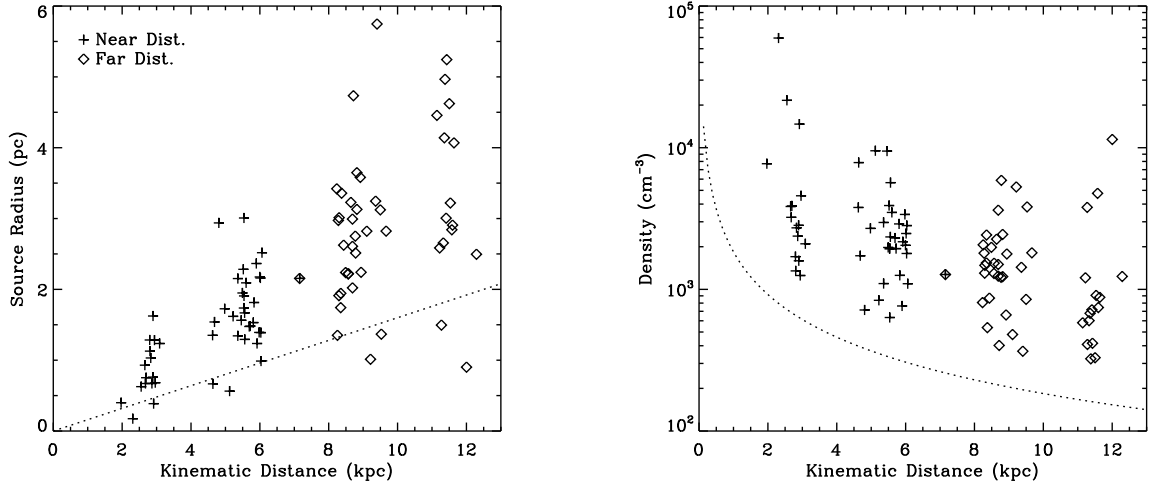 6
4
2
0
Source Radius (pc)
+ Near Dist.
◇ Far Dist.
0 2 4 6 8 10 12
Kinematic Distance (kpc)
10^5
10^4
10^3
10^2
Density (cm^-3)
0 2 4 6 8 10 12
Kinematic Distance (kpc)